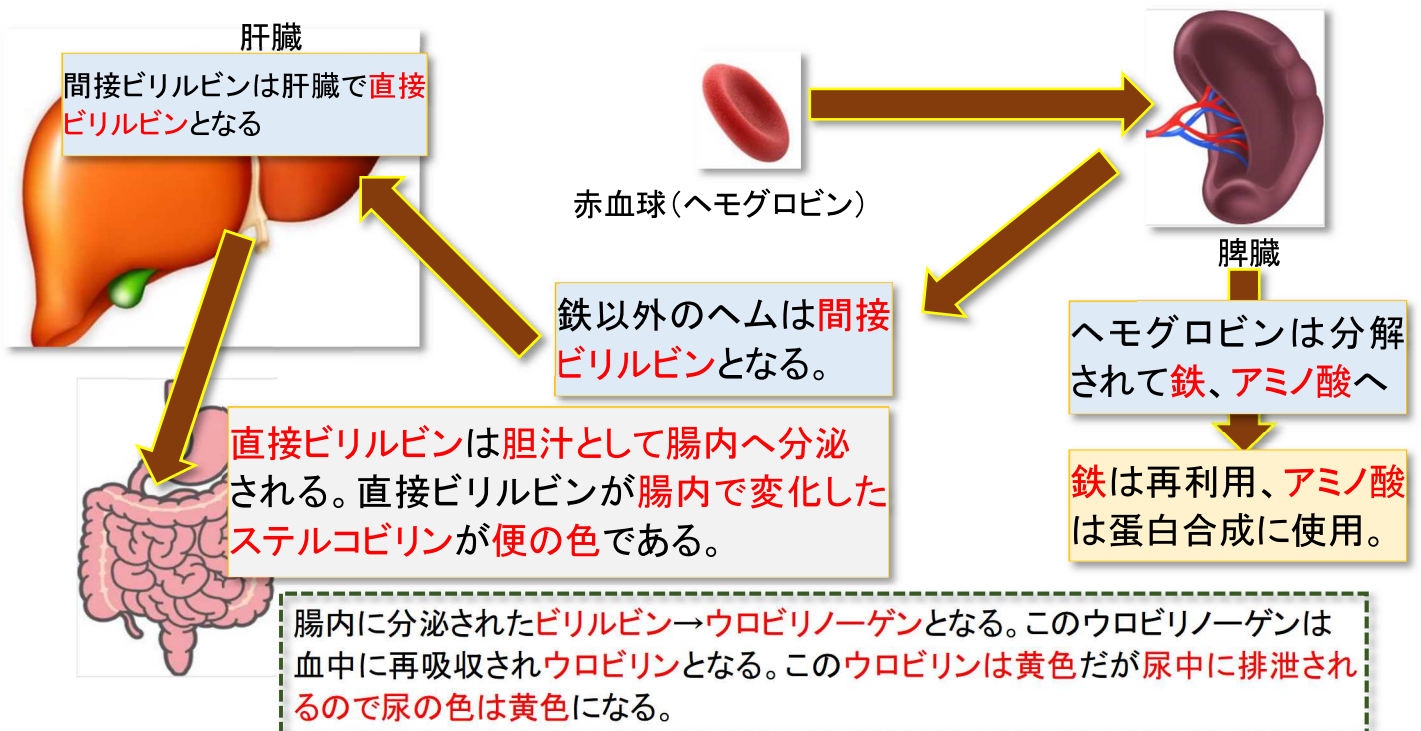 肝臓
間接ビリルビンは肝臓で直接
ビリルビンとなる
赤血球（ヘモグロビン）
脾臓
鉄以外のヘムは間接
ビリルビンとなる。
ヘモグロビンは分解
されて鉄、アミノ酸へ
直接ビリルビンは胆汁として腸内へ分泌
される。直接ビリルビンが腸内で変化した
ステルコビリンが便の色である。
鉄は再利用、アミノ酸
は蛋白合成に使用。
腸内に分泌されたビリルビン→ウロビリノーゲンとなる。このウロビリノーゲンは
血中に再吸収されウロビリンとなる。このウロビリンは黄色だが尿中に排泄され
るので尿の色は黄色になる。